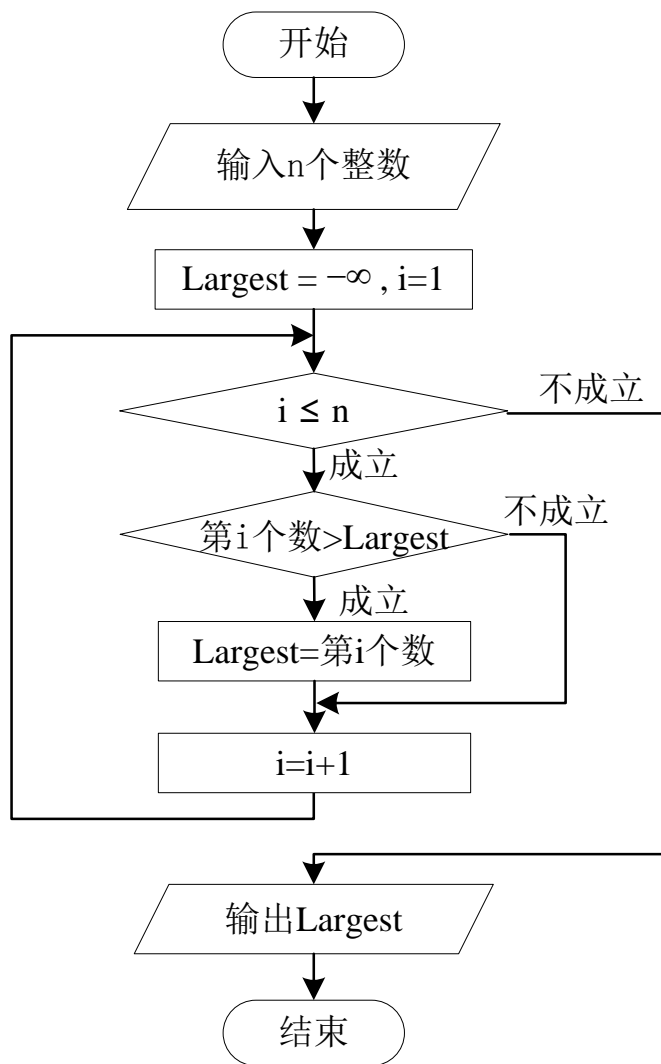 开始
输入n个整数
Largest = −∞ , i=1
i ≤ n
不成立
成立
第i个数>Largest
不成立
成立
Largest=第i个数
i=i+1
输出Largest
结束